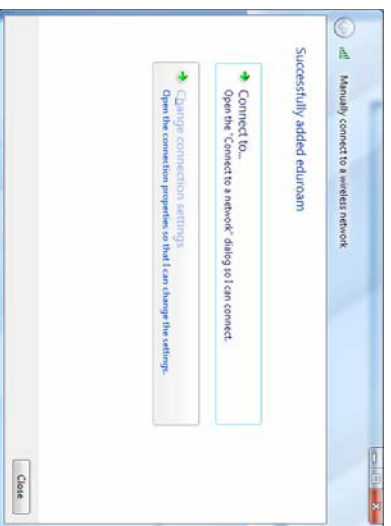 Manually connect to a wireless network
Successfully added eduroam
Connect to...
Open the "Connect to a network" dialog so I can connect.
Change connection settings
Open the connection properties so that I can change the settings.
Close